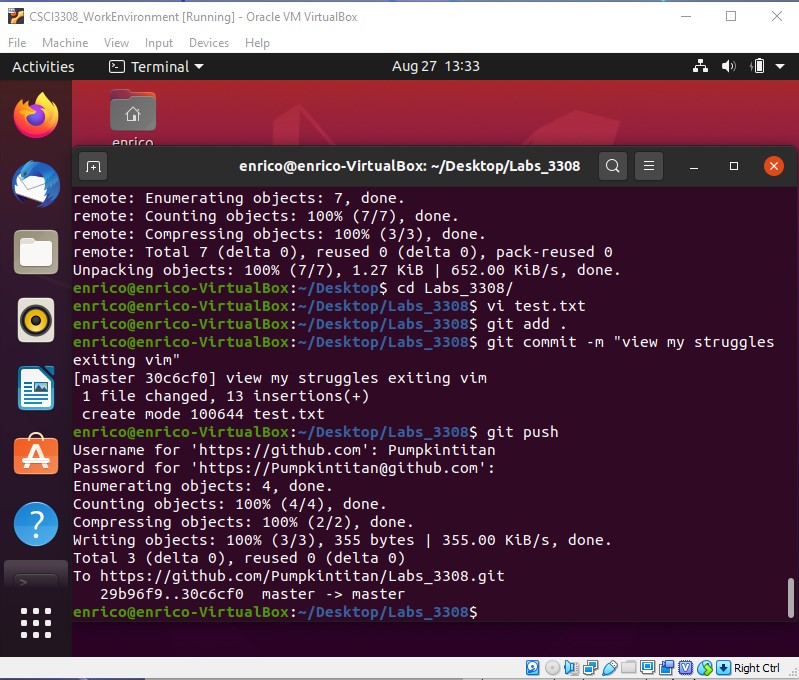 CSCI3308_WorkEnvironment [Running] - Oracle VM VirtualBox
File Machine View Input Devices Help
Activities Terminal Aug 27 13:33
enrico
enrico@enrico-VirtualBox: ~/Desktop/Labs_3308
remote: Enumerating objects: 7, done.
remote: Counting objects: 100% (7/7), done.
remote: Compressing objects: 100% (3/3), done.
remote: Total 7 (delta 0), reused 0 (delta 0), pack-reused 0
Unpacking objects: 100% (7/7), 1.27 KiB | 652.00 KiB/s, done.
enrico@enrico-VirtualBox:~/Desktop$ cd Labs_3308/
enrico@enrico-VirtualBox:~/Desktop/Labs_3308$ vi test.txt
enrico@enrico-VirtualBox:~/Desktop/Labs_3308$ git add .
enrico@enrico-VirtualBox:~/Desktop/Labs_3308$ git commit -m "view my struggles
exiting vim"
[master 30c6cf0] view my struggles exiting vim
 1 file changed, 13 insertions(+)
 create mode 100644 test.txt
enrico@enrico-VirtualBox:~/Desktop/Labs_3308$ git push
Username for 'https://github.com': Pumpkintitan
Password for 'https://Pumpkintitan@github.com':
Enumerating objects: 4, done.
Counting objects: 100% (4/4), done.
Compressing objects: 100% (2/2), done.
Writing objects: 100% (3/3), 355 bytes | 355.00 KiB/s, done.
Total 3 (delta 0), reused 0 (delta 0)
To https://github.com/Pumpkintitan/Labs_3308.git
   29b96f9..30c6cf0  master -> master
enrico@enrico-VirtualBox:~/Desktop/Labs_3308$
Right Ctrl